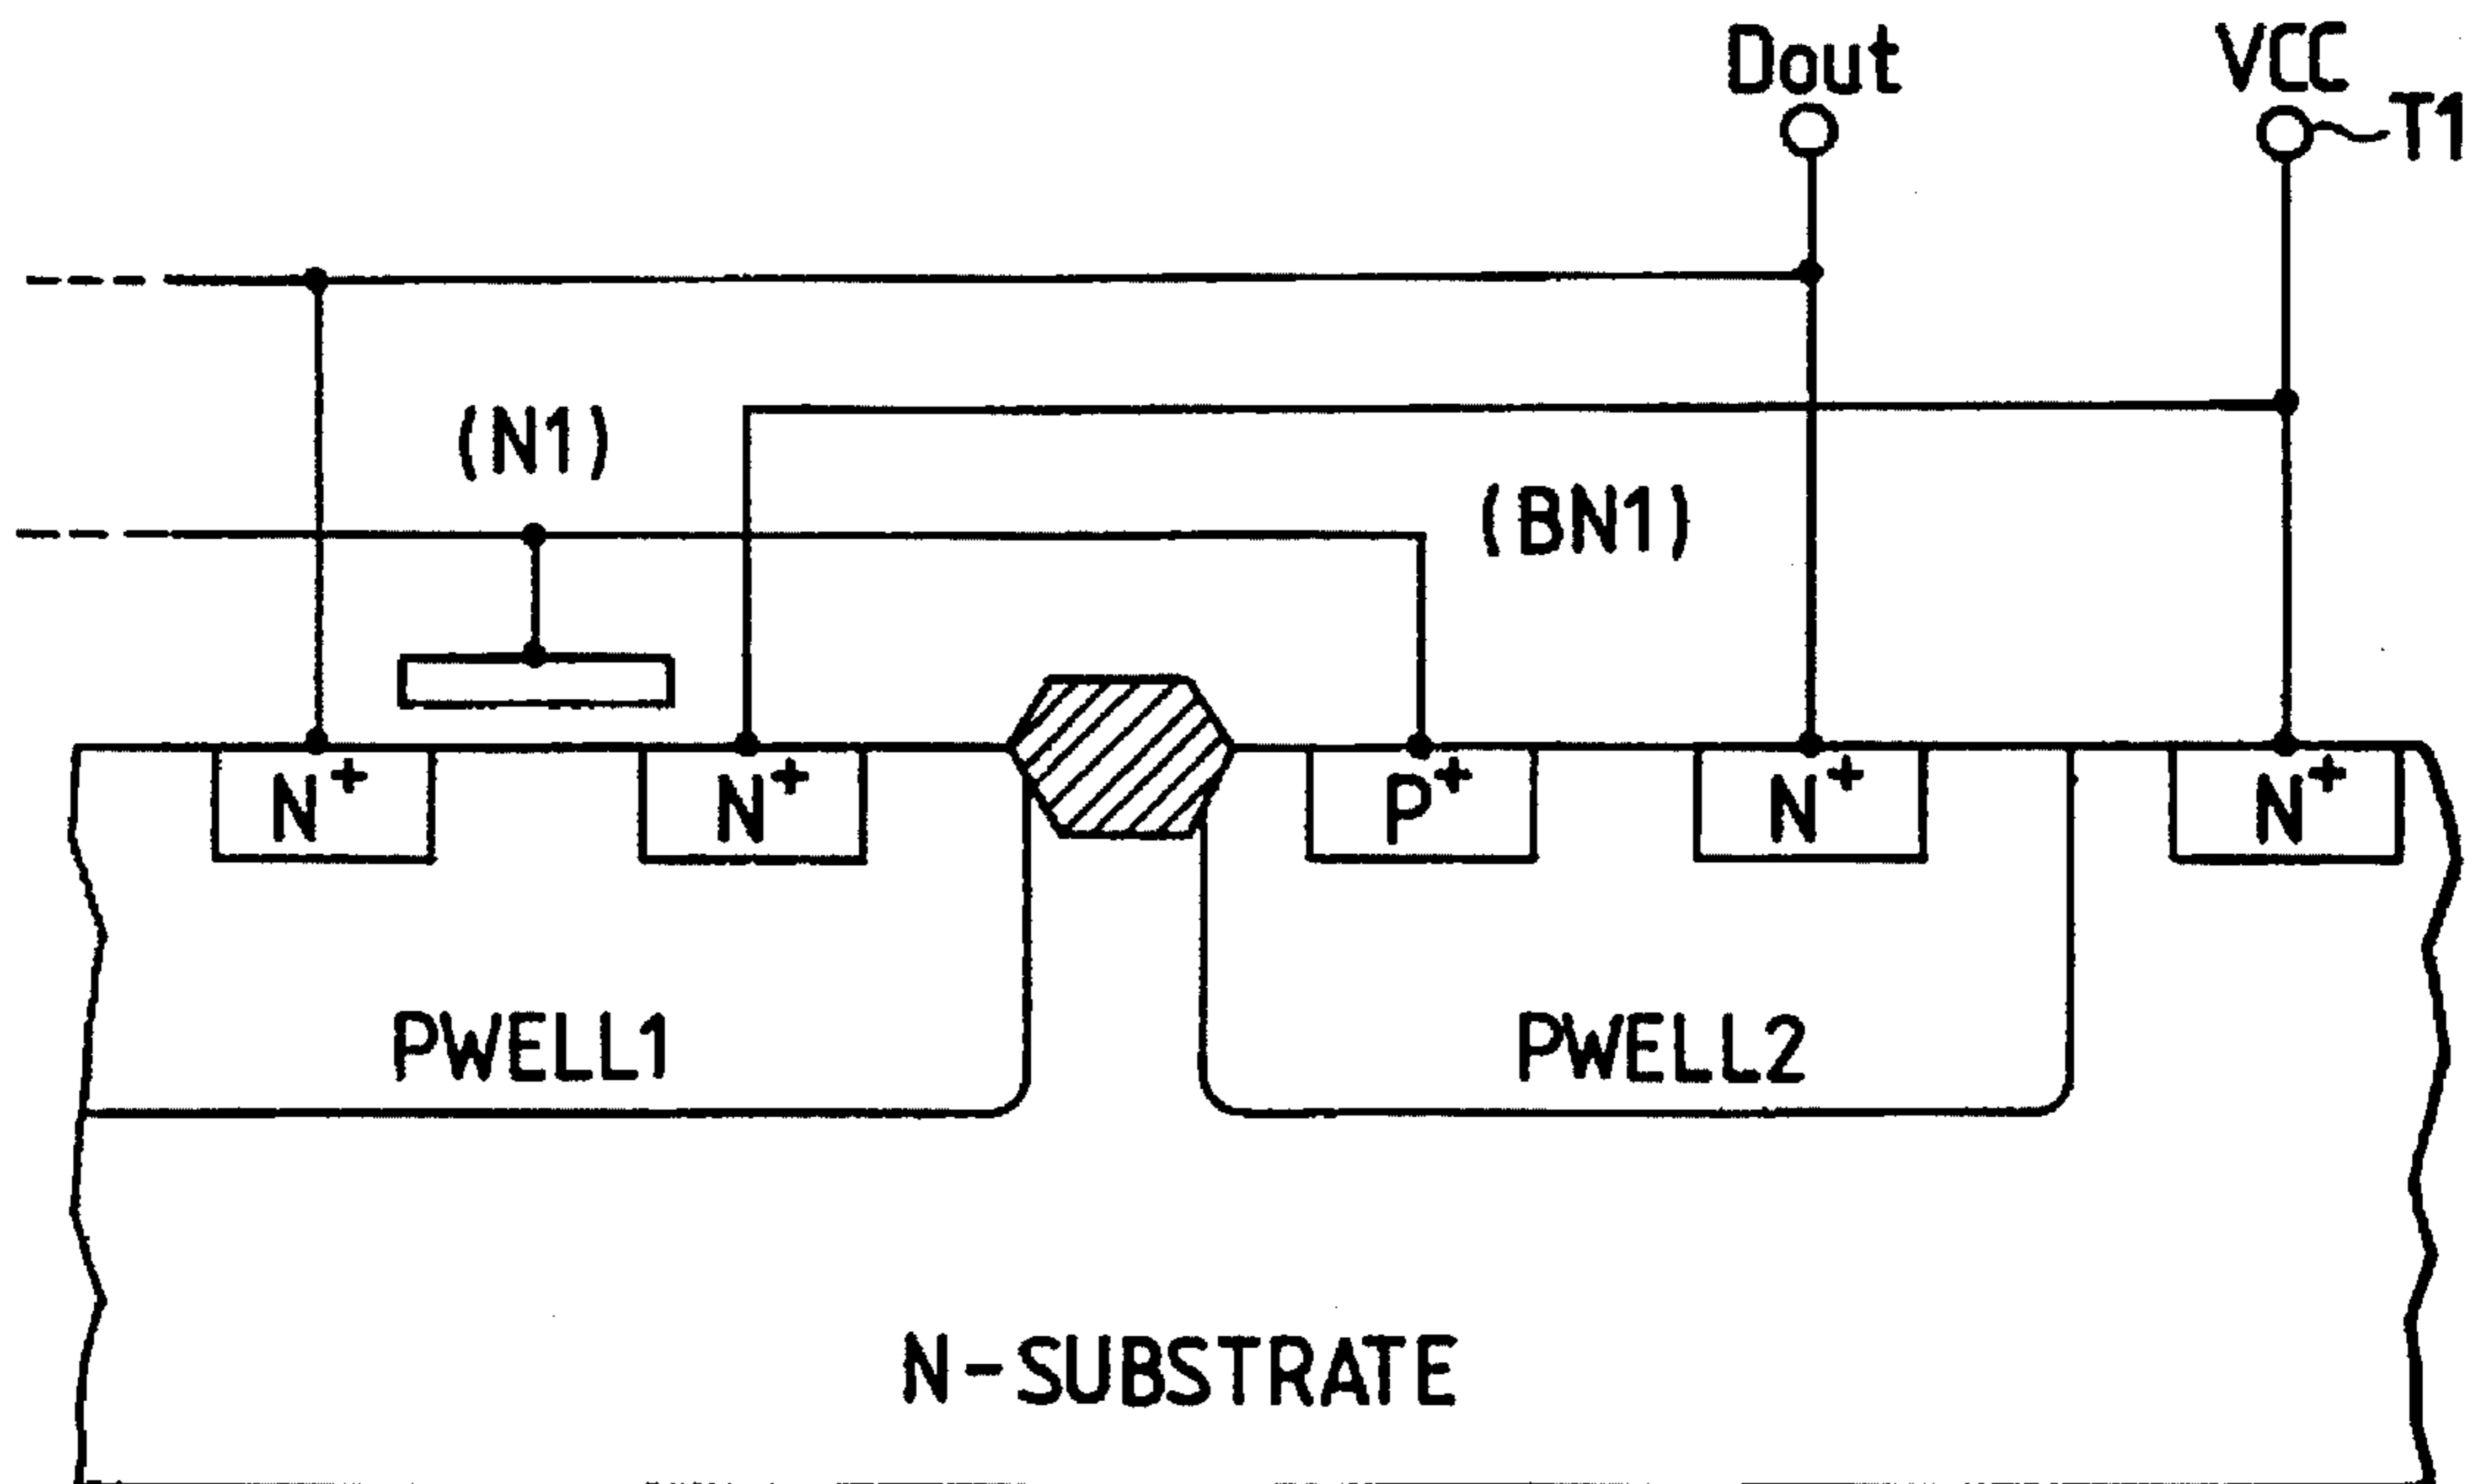 Dout
VCC
T1
(N1)
(BN1)
N+
N+
P+
N+
N+
PWELL1
PWELL2
N-SUBSTRATE